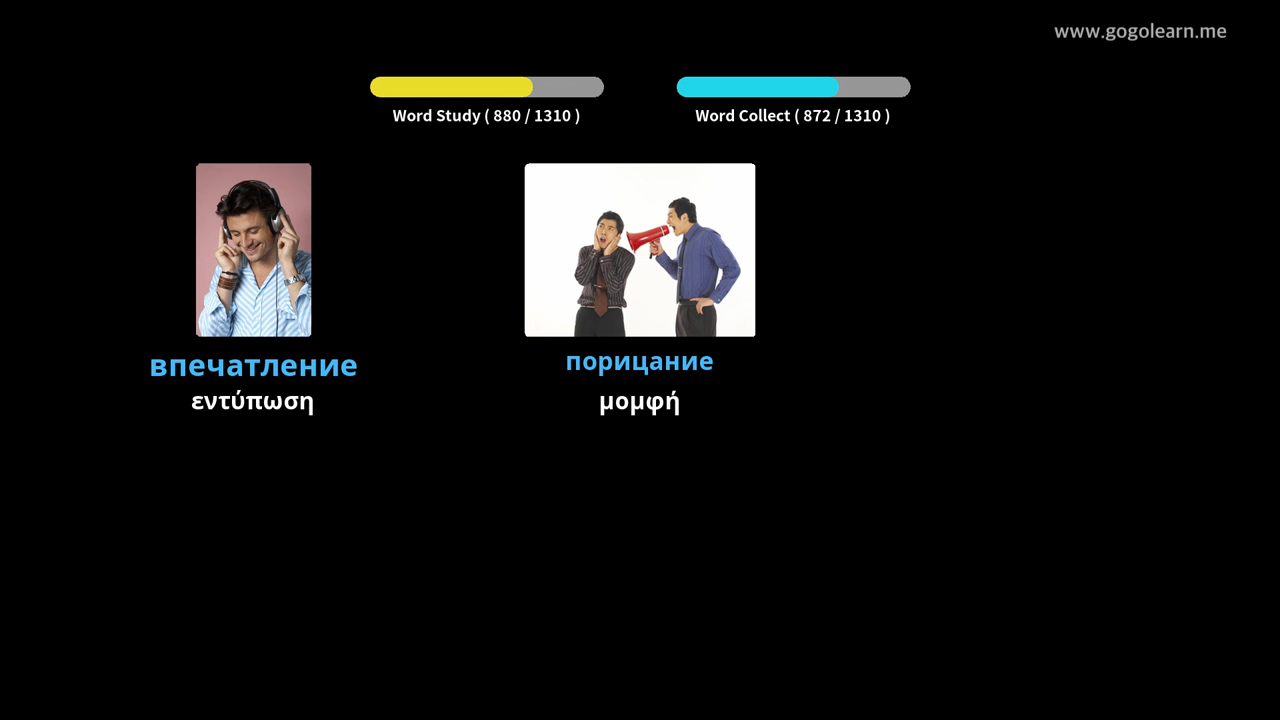 www.gogolearn.me
Word Study ( 880 / 1310 )
Word Collect ( 872 / 1310 )
впечатление
εντύπωση
порицание
μομφή